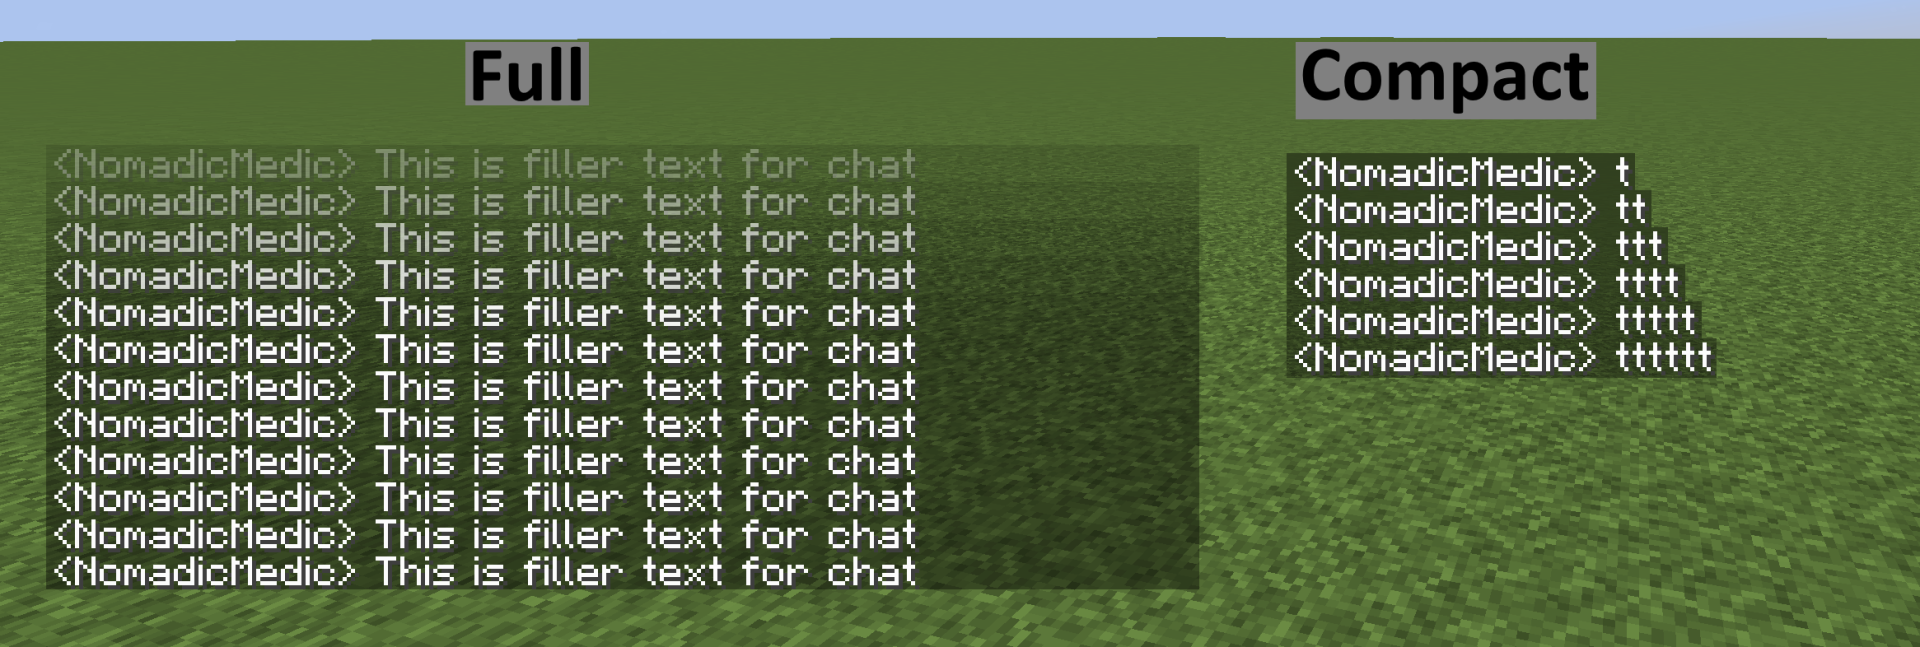 Full
<NomadicMedic> This is filler text for chat
<NomadicMedic> This is filler text for chat
<NomadicMedic> This is filler text for chat
<NomadicMedic> This is filler text for chat
<NomadicMedic> This is filler text for chat
<NomadicMedic> This is filler text for chat
<NomadicMedic> This is filler text for chat
<NomadicMedic> This is filler text for chat
<NomadicMedic> This is filler text for chat
<NomadicMedic> This is filler text for chat
<NomadicMedic> This is filler text for chat
<NomadicMedic> This is filler text for chat
Compact
<NomadicMedic> t
<NomadicMedic> tt
<NomadicMedic> ttt
<NomadicMedic> tttt
<NomadicMedic> ttttt
<NomadicMedic> tttttt